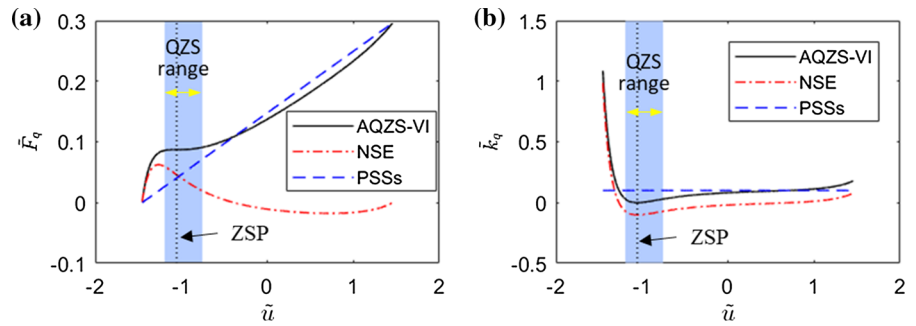 (a)
0.3
0.2
0.1
0
-0.1
F̄q
QZS
range
AQZS-VI
NSE
PSSs
ZSP
-2
-1
0
1
2
ũ
(b)
1.5
1
0.5
0
-0.5
k̄q
QZS
range
AQZS-VI
NSE
PSSs
ZSP
-2
-1
0
1
2
ũ